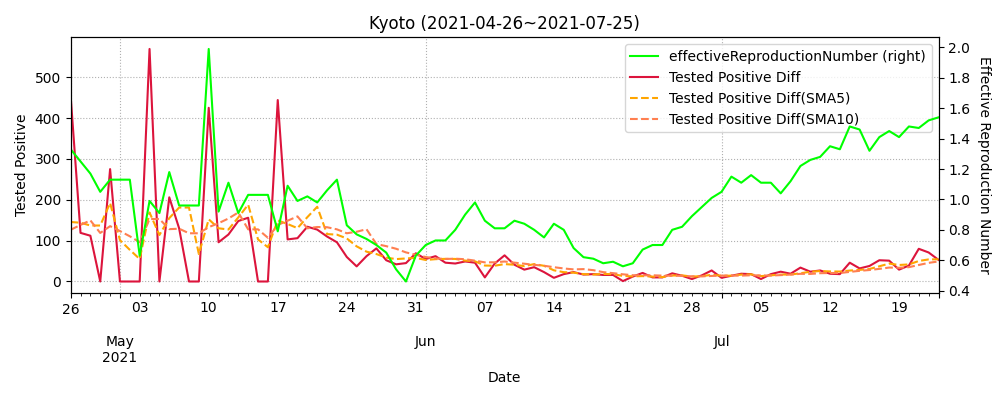 Kyoto (2021-04-26~2021-07-25)
effectiveReproductionNumber (right)
Tested Positive Diff
Tested Positive Diff(SMA5)
Tested Positive Diff(SMA10)
Tested Positive
500
400
300
200
100
0
2.0
1.8
1.6
1.4
1.2
1.0
0.8
0.6
0.4
Effective Reproduction Number
26 03 10 17 24 31 07 14 21 28 05 12 19
May Jun Jul
2021
Date